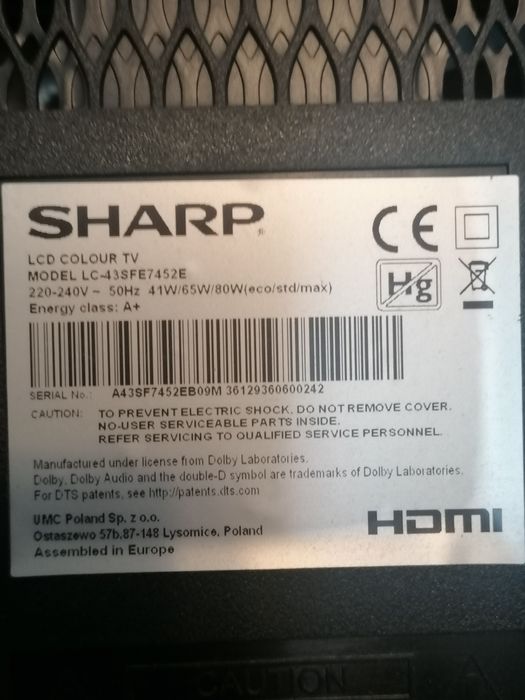 SHARP®
CE
LCD COLOUR TV
MODEL LC-43SFE7452E
220-240V ~ 50Hz 41W/65W/80W(eco/std/max)
Energy class: A+
Hg
SERIAL No.: A43SF7452EB09M 36129360600242
CAUTION: TO PREVENT ELECTRIC SHOCK, DO NOT REMOVE COVER.
NO-USER SERVICEABLE PARTS INSIDE.
REFER SERVICING TO QUALIFIED SERVICE PERSONNEL.
Manufactured under license from Dolby Laboratories.
Dolby, Dolby Audio and the double-D symbol are trademarks of Dolby Laboratories.
For DTS patents, see http://patents.dts.com
UMC Poland Sp. z o.o.
Ostaszewo 57b,87-148 Lysomice, Poland
Assembled in Europe
HDMI
CAUTION